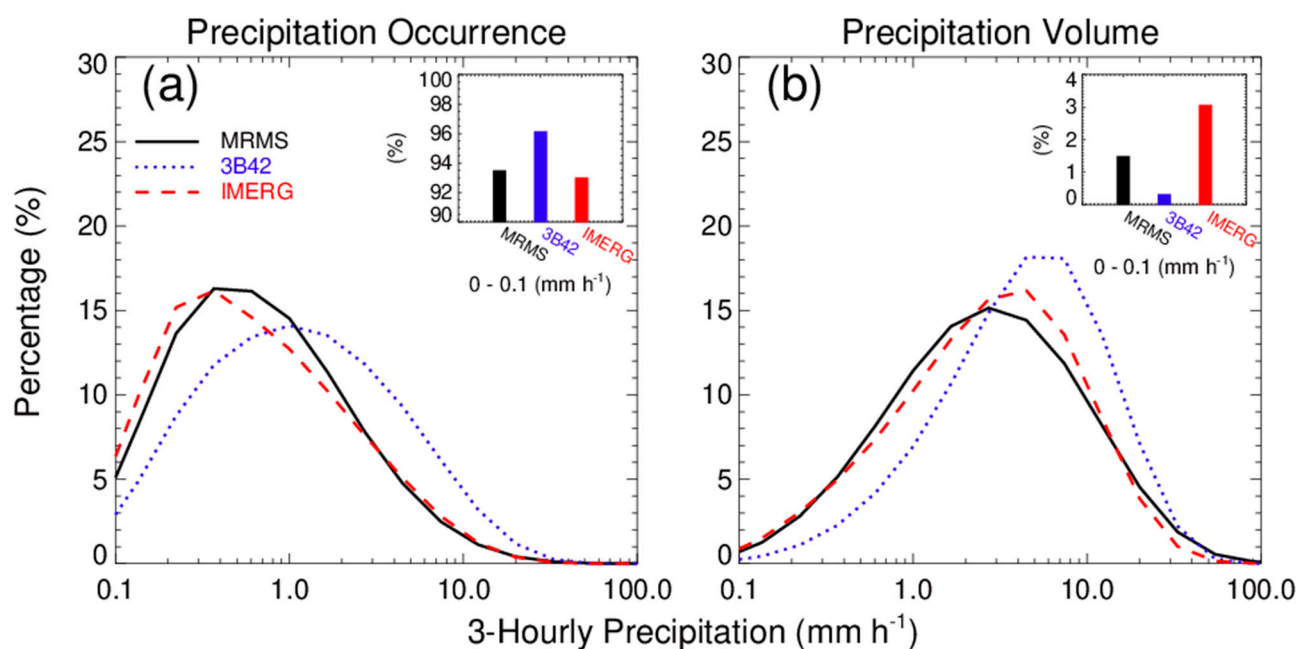 Precipitation Occurrence
Precipitation Volume
30
25
20
15
10
5
0
Percentage (%)
(a)
MRMS
3B42
IMERG
100
98
96
94
92
90
(%)
MRMS
3B42
IMERG
0 - 0.1 (mm h⁻¹)
0.1
1.0
10.0
100.0
30
25
20
15
10
5
0
(b)
4
3
2
1
0
(%)
MRMS
3B42
IMERG
0 - 0.1 (mm h⁻¹)
0.1
1.0
10.0
100.0
3-Hourly Precipitation (mm h⁻¹)